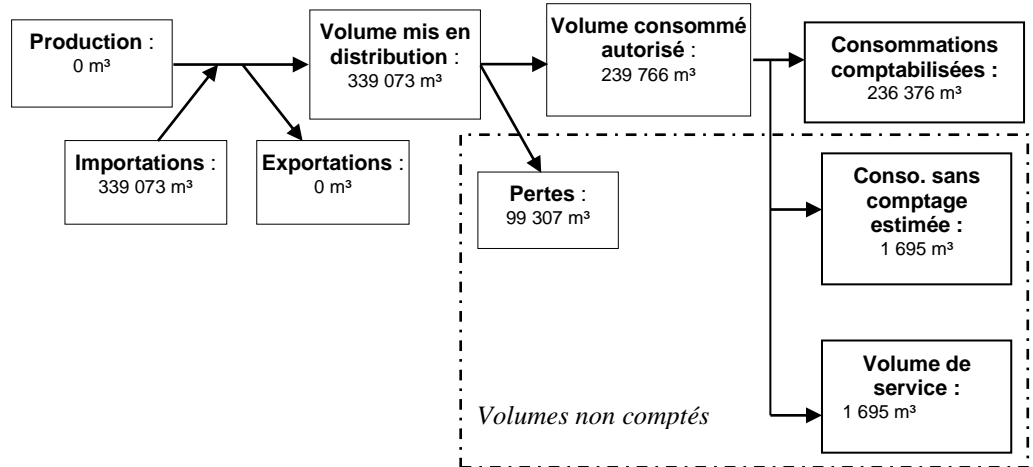 Production :
0 m³
Volume mis en
distribution :
339 073 m³
Volume consommé
autorisé :
239 766 m³
Consommations
comptabilisées :
236 376 m³
Importations :
339 073 m³
Exportations :
0 m³
Pertes :
99 307 m³
Conso. sans
comptage
estimée :
1 695 m³
Volume de
service :
1 695 m³
Volumes non comptés